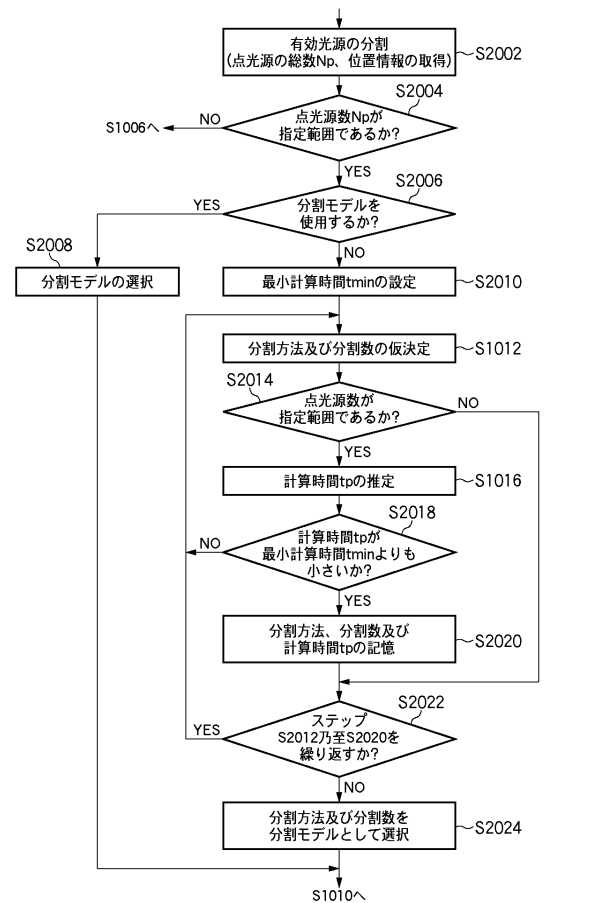 有効光源の分割
(点光源の総数Np、位置情報の取得)
S2002
S2004
点光源数Npが
指定範囲であるか?
NO
S1006へ
YES
S2006
分割モデルを
使用するか?
YES
NO
S2008
分割モデルの選択
最小計算時間tminの設定
S2010
分割方法及び分割数の仮決定
S1012
S2014
点光源数が
指定範囲であるか?
NO
YES
計算時間tpの推定
S1016
S2018
計算時間tpが
最小計算時間tminよりも
小さいか?
NO
YES
分割方法、分割数及び
計算時間tpの記憶
S2020
S2022
ステップ
S2012乃至S2020を
繰り返すか?
YES
NO
分割方法及び分割数を
分割モデルとして選択
S2024
S1010へ